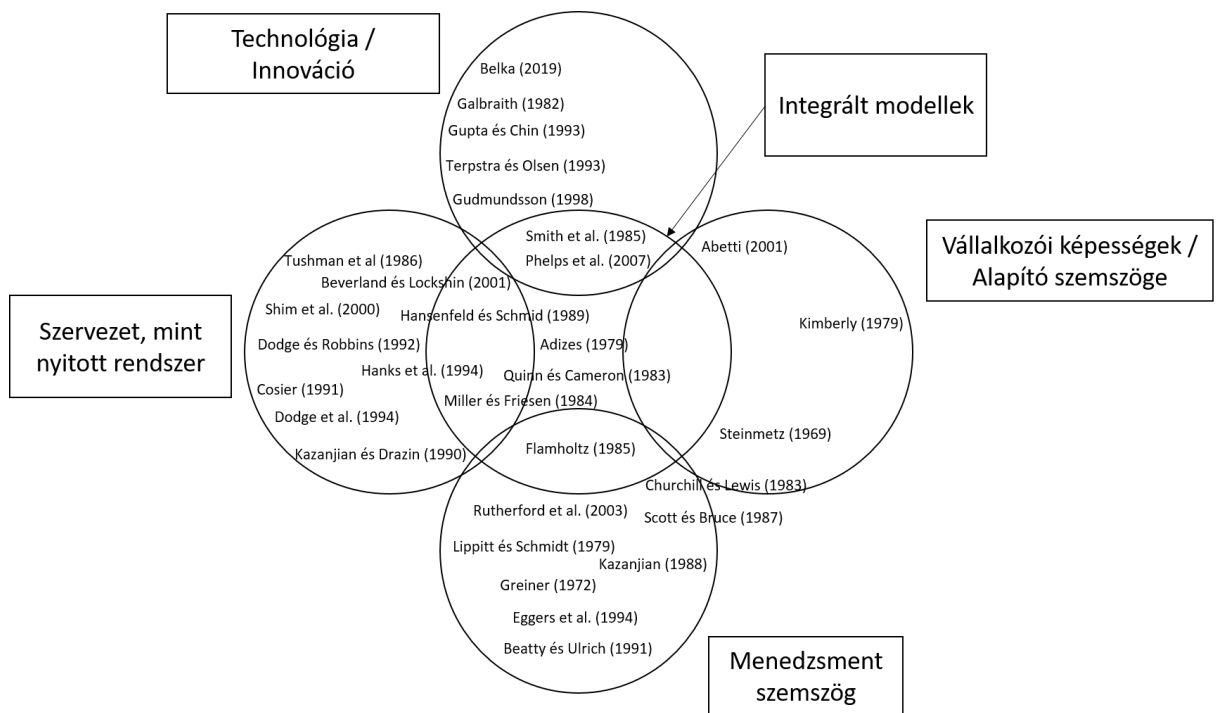 Technológia /
Innováció
Belka (2019)
Galbraith (1982)
Gupta és Chin (1993)
Terpstra és Olsen (1993)
Gudmundsson (1998)
Integrált modellek
Smith et al. (1985)
Phelps et al. (2007)
Abetti (2001)
Vállalkozói képességek /
Alapító szemszöge
Kimberly (1979)
Steinmetz (1969)
Churchill és Lewis (1983)
Scott és Bruce (1987)
Szervezet, mint
nyitott rendszer
Tushman et al (1986)
Beverland és Lockshin (2001)
Shim et al. (2000)
Hansenfeld és Schmid (1989)
Dodge és Robbins (1992)
Adizes (1979)
Hanks et al. (1994)
Quinn és Cameron (1983)
Cosier (1991)
Miller és Friesen (1984)
Dodge et al. (1994)
Kazanjian és Drazin (1990)
Flamholtz (1985)
Rutherford et al. (2003)
Lippitt és Schmidt (1979)
Kazanjian (1988)
Greiner (1972)
Eggers et al. (1994)
Beatty és Ulrich (1991)
Menedzsment
szemszög